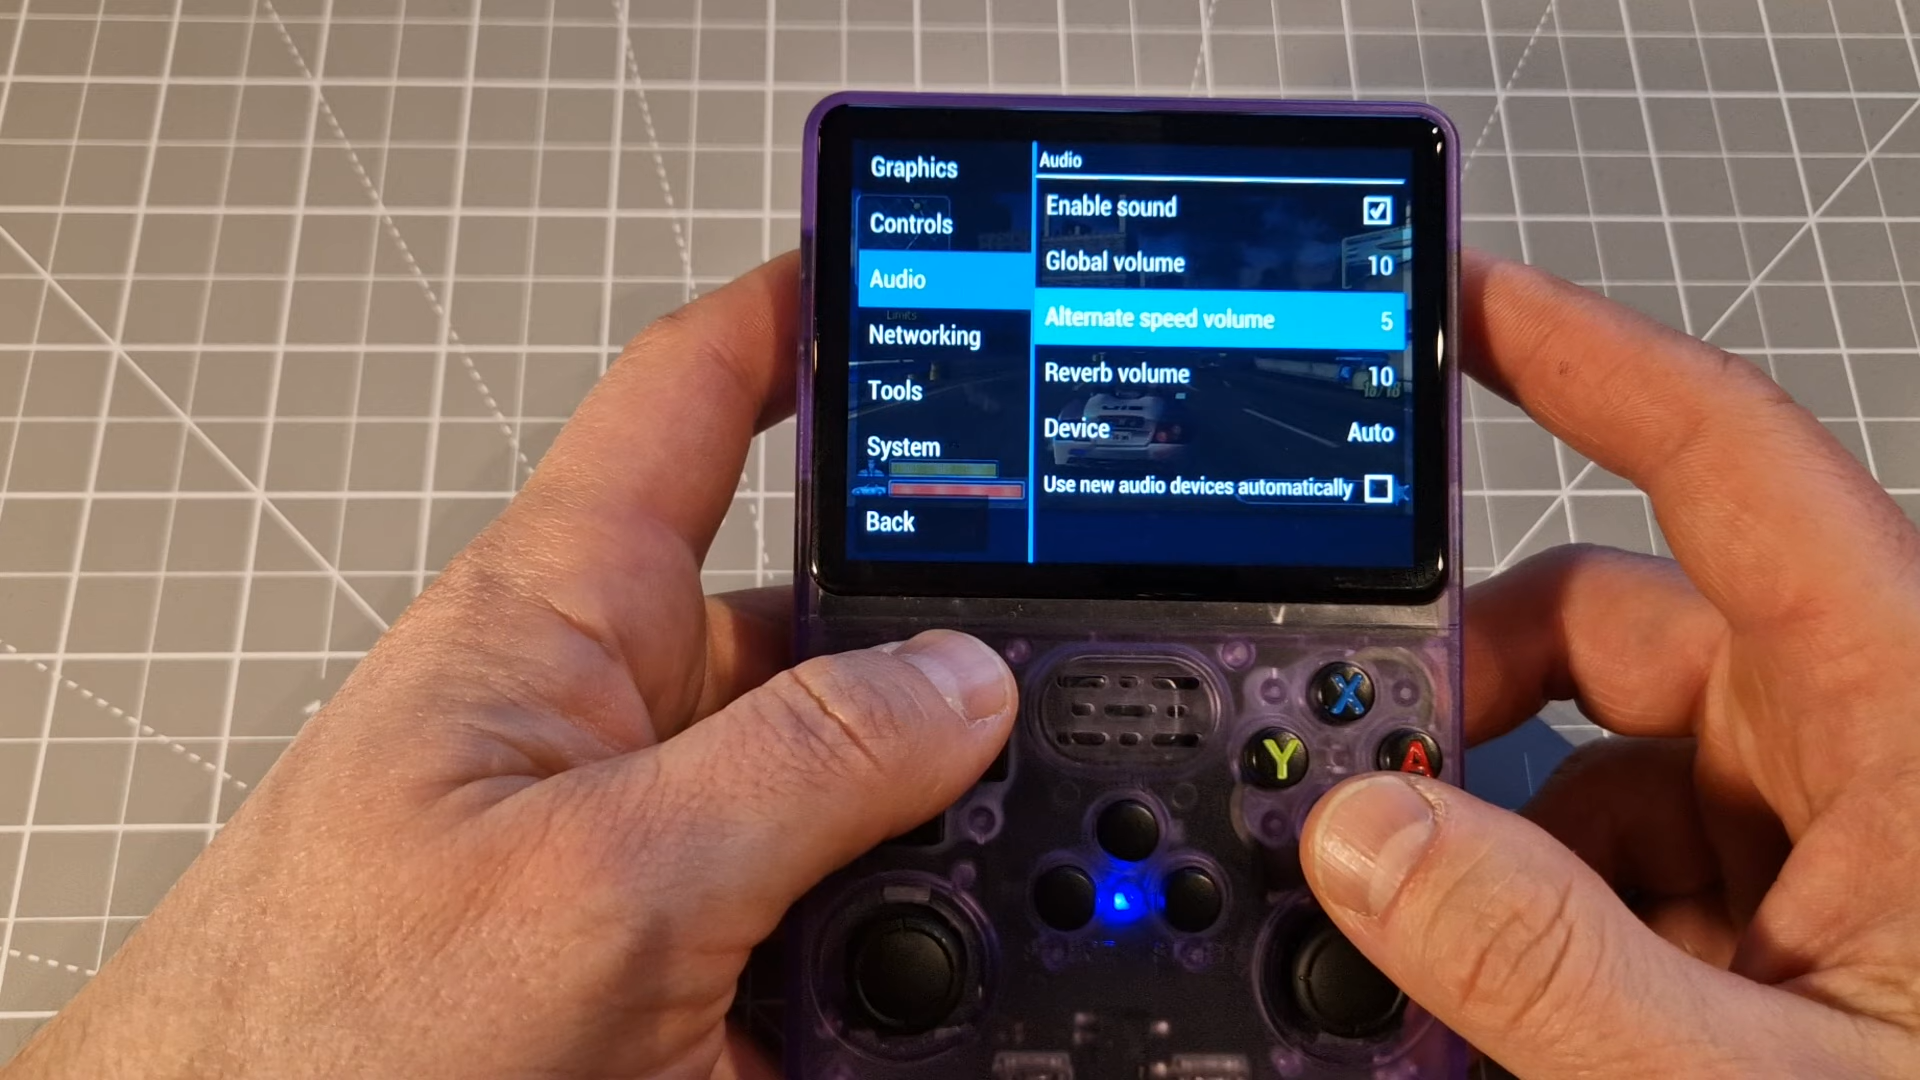 Graphics
Controls
Audio
Limits
Networking
Tools
System
Back
Audio
Enable sound
Global volume 10
Alternate speed volume 5
Reverb volume 10
Device Auto
Use new audio devices automatically
X
Y
A